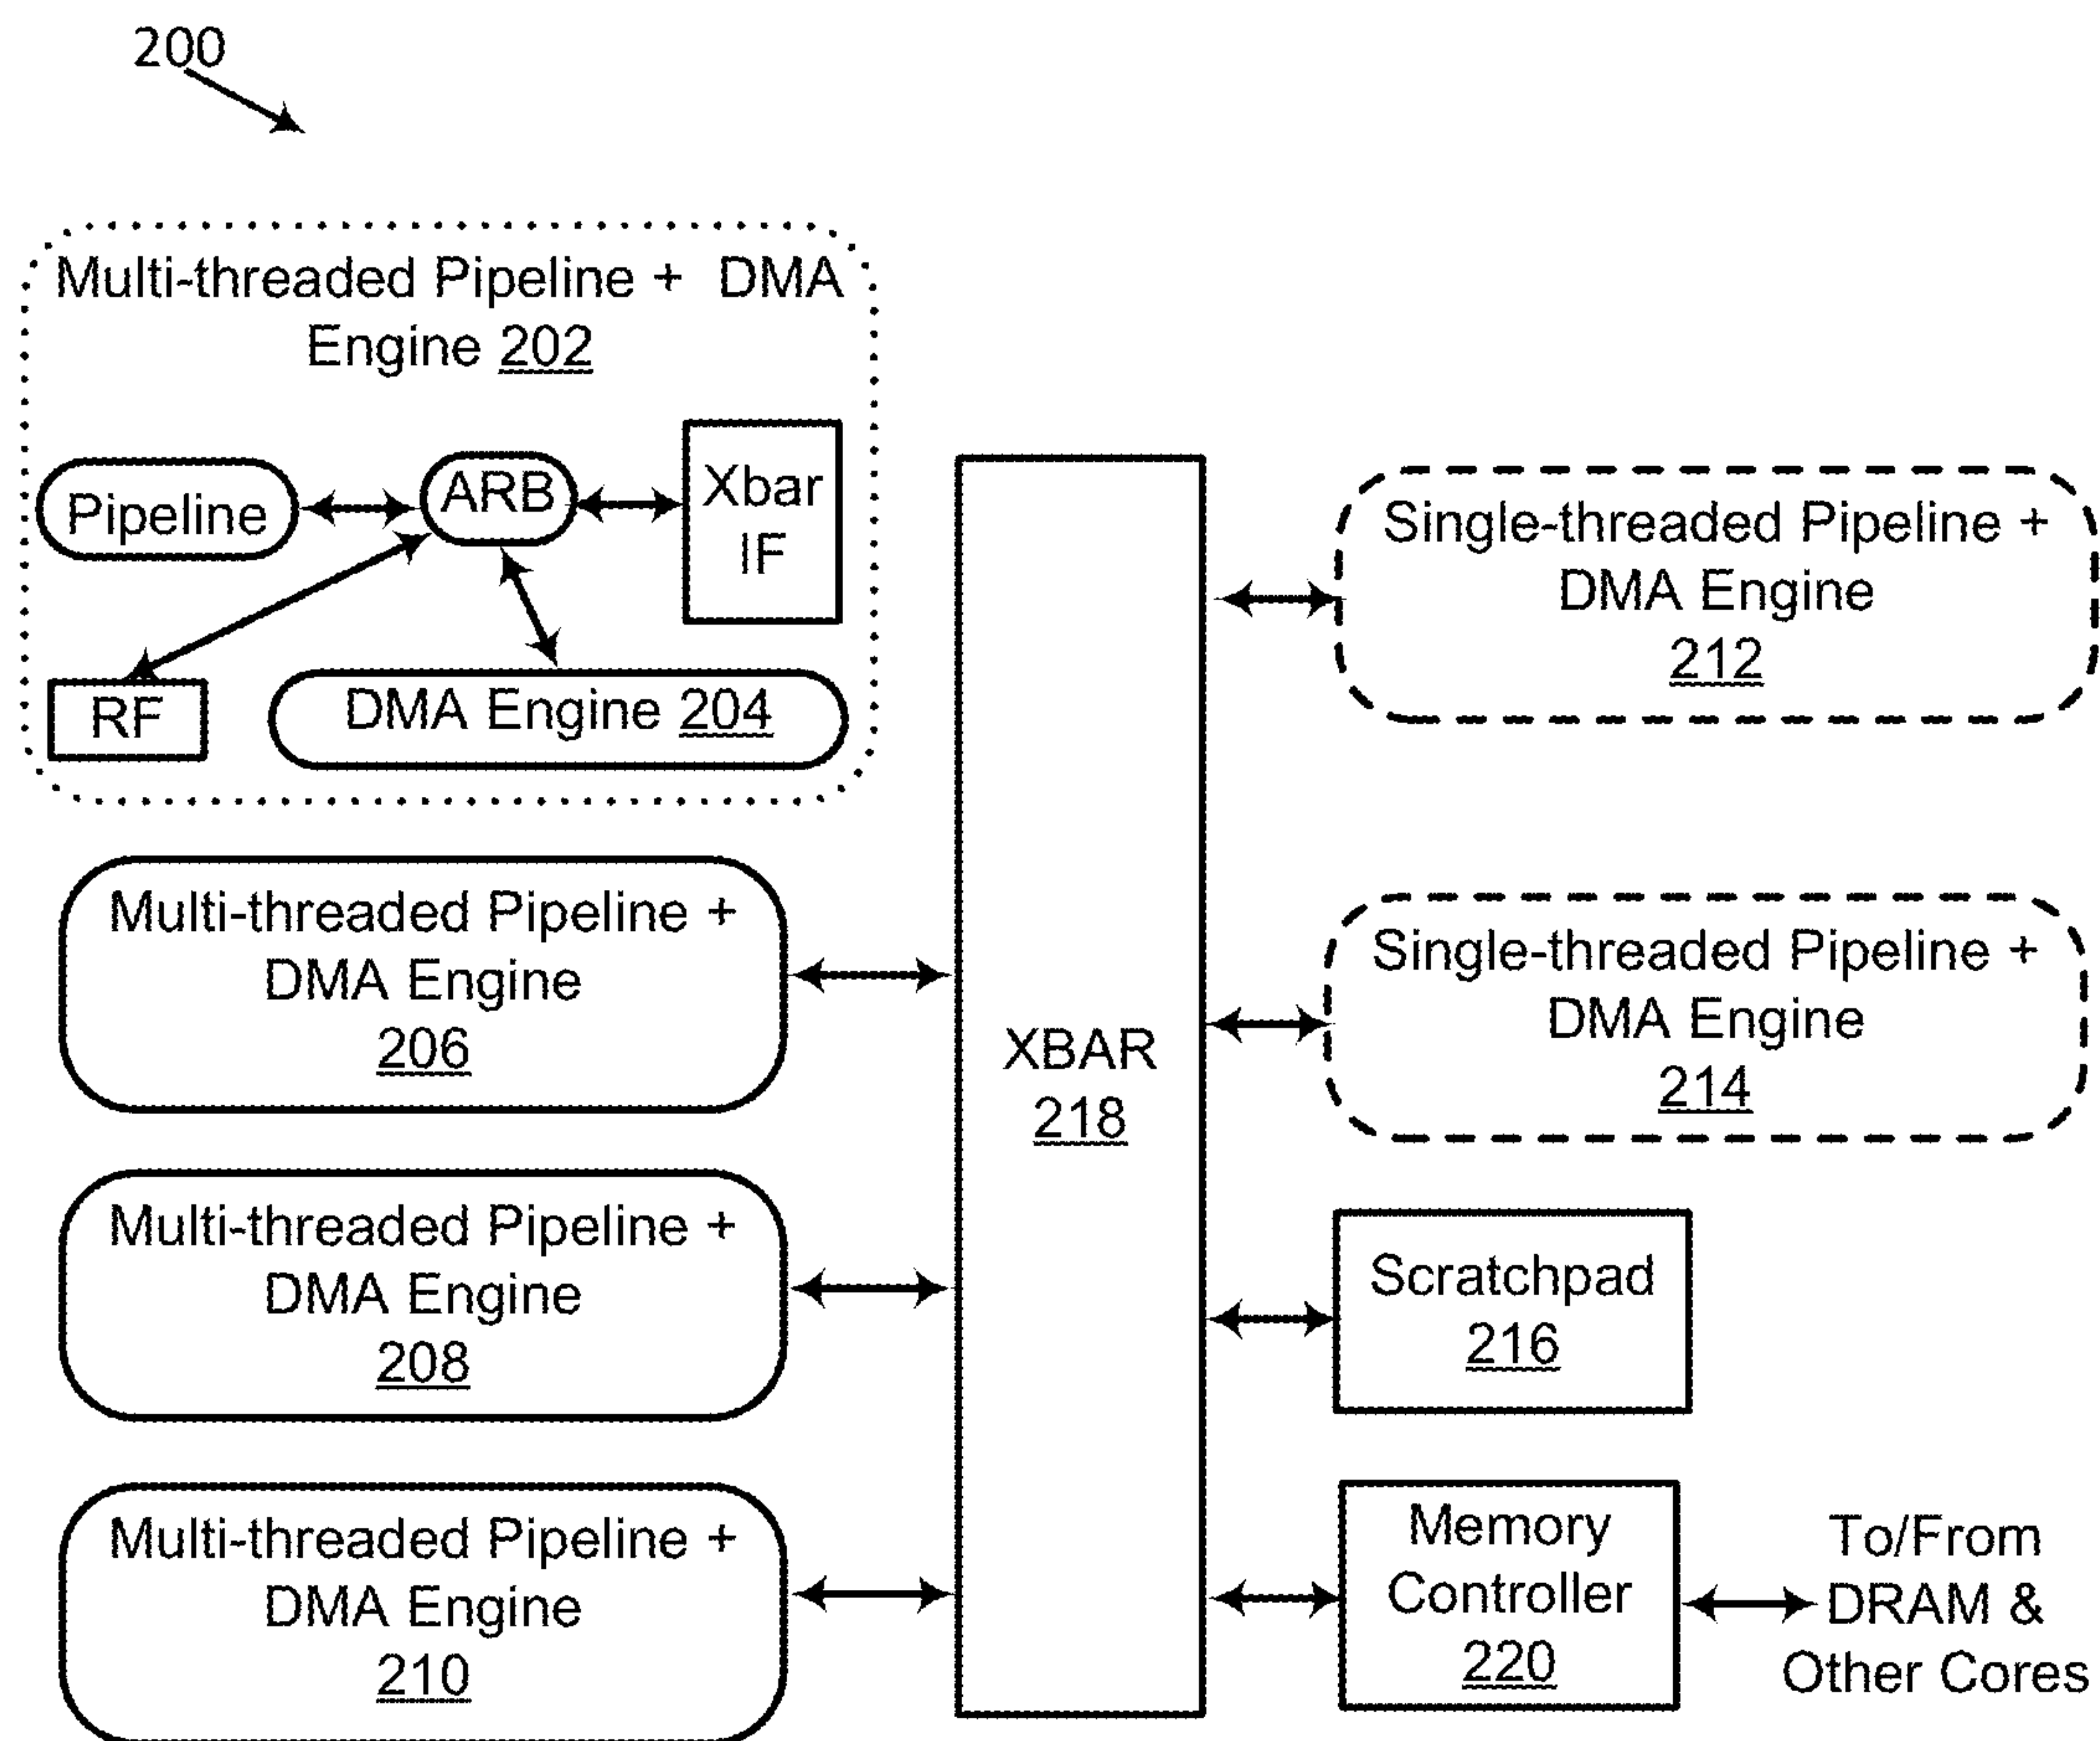 200
Multi-threaded Pipeline + DMA
Engine 202
Pipeline
ARB
Xbar
IF
RF
DMA Engine 204
Multi-threaded Pipeline +
DMA Engine
206
Multi-threaded Pipeline +
DMA Engine
208
Multi-threaded Pipeline +
DMA Engine
210
XBAR
218
Single-threaded Pipeline +
DMA Engine
212
Single-threaded Pipeline +
DMA Engine
214
Scratchpad
216
Memory
Controller
220
To/From
DRAM &
Other Cores